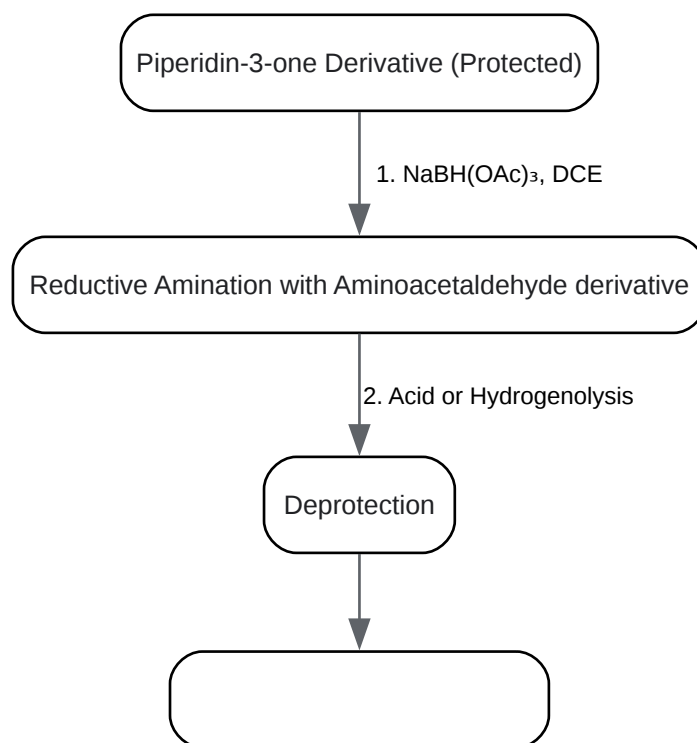 Piperidin-3-one Derivative (Protected)
1. NaBH(OAc)₃, DCE
Reductive Amination with Aminoacetaldehyde derivative
2. Acid or Hydrogenolysis
Deprotection